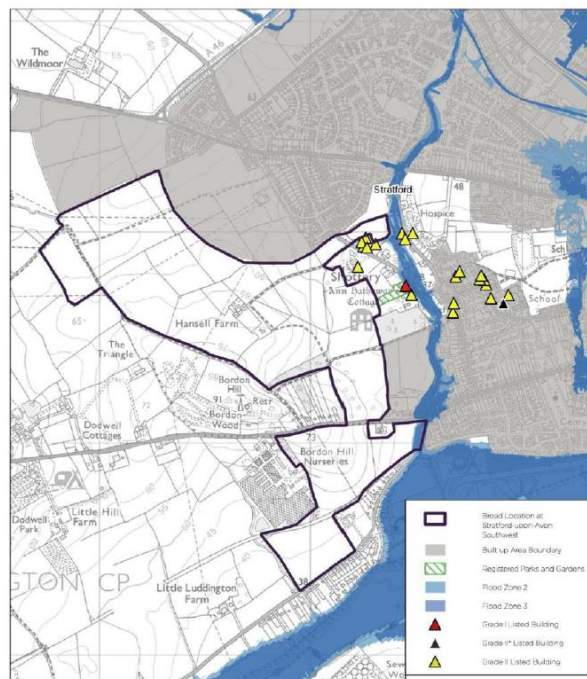 The
Wildmoor
A 46
63
65
Stratford
48
Hospice
Shottery
Ann Hathaway
Cottage
School
Hansell Farm
The
Triangle
Bordon
Hill
91
Resr
Bordon
Wood
Dodwell
Cottages
72
73
Bordon Hill
Nurseries
Dodwell
Park
Little Hill
Farm
GTON CP
Little Luddington
Farm
38
Broad Location at
Stratford-upon-Avon
Southwest
Built up Area Boundary
Registered Parks and Gardens
Flood Zone 2
Flood Zone 3
Grade I Listed Building
Grade II* Listed Building
Grade II Listed Building